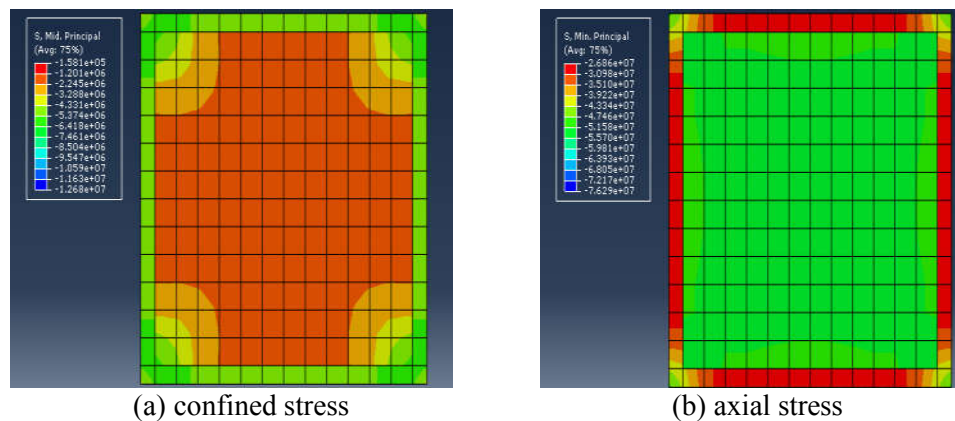 S, Mid. Principal
(Avg: 75%)
-1.581e+05
-1.201e+06
-2.245e+06
-3.288e+06
-4.331e+06
-5.374e+06
-6.418e+06
-7.461e+06
-8.504e+06
-9.547e+06
-1.059e+07
-1.163e+07
-1.268e+07
(a) confined stress
S, Min. Principal
(Avg: 75%)
-2.686e+07
-3.098e+07
-3.510e+07
-3.922e+07
-4.334e+07
-4.746e+07
-5.158e+07
-5.570e+07
-5.981e+07
-6.393e+07
-6.805e+07
-7.217e+07
-7.629e+07
(b) axial stress